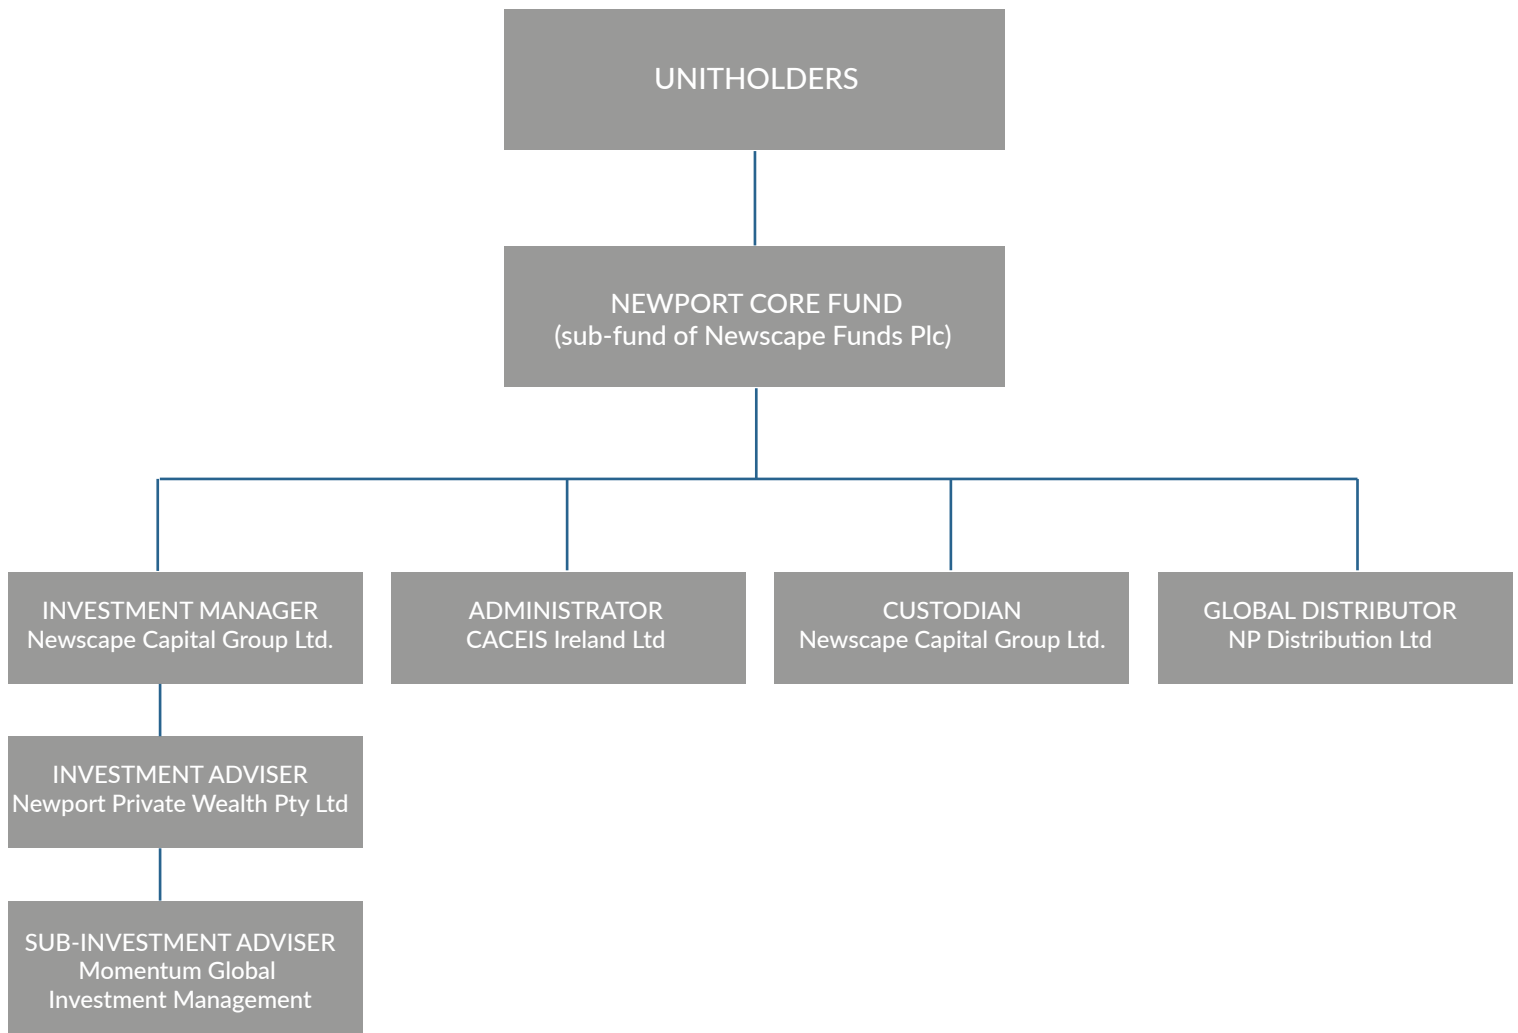 UNITHOLDERS
NEWPORT CORE FUND
(sub-fund of Newscape Funds Plc)
INVESTMENT MANAGER
Newscape Capital Group Ltd.
ADMINISTRATOR
CACEIS Ireland Ltd
CUSTODIAN
Newscape Capital Group Ltd.
GLOBAL DISTRIBUTOR
NP Distribution Ltd
INVESTMENT ADVISER
Newport Private Wealth Pty Ltd
SUB-INVESTMENT ADVISER
Momentum Global
Investment Management